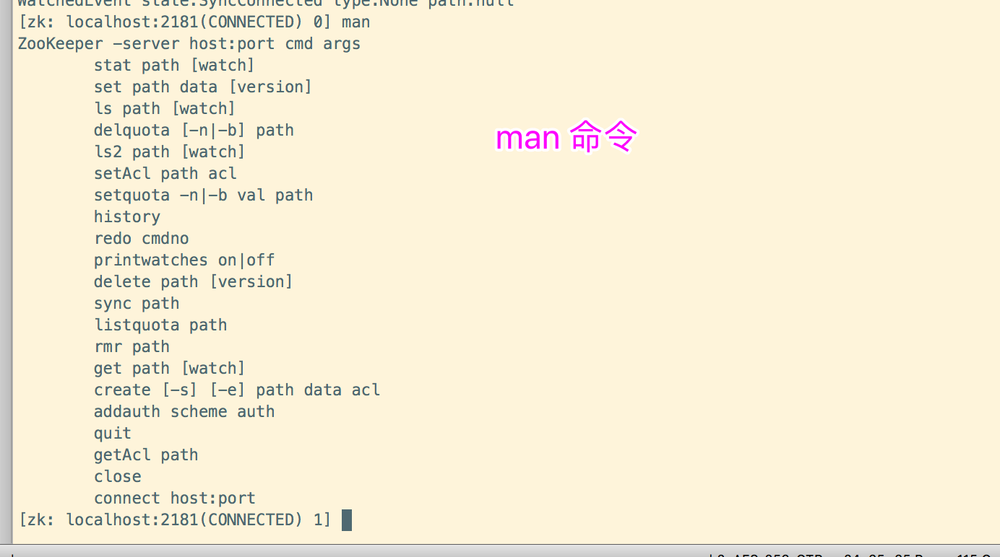 WatchedEvent state:SyncConnected type:None path:null
[zk: localhost:2181(CONNECTED) 0] man
ZooKeeper -server host:port cmd args
stat path [watch]
set path data [version]
ls path [watch]
delquota [-n|-b] path
man 命令
ls2 path [watch]
setAcl path acl
setquota -n|-b val path
history
redo cmdno
printwatches on|off
delete path [version]
sync path
listquota path
rmr path
get path [watch]
create [-s] [-e] path data acl
addauth scheme auth
quit
getAcl path
close
connect host:port
[zk: localhost:2181(CONNECTED) 1]